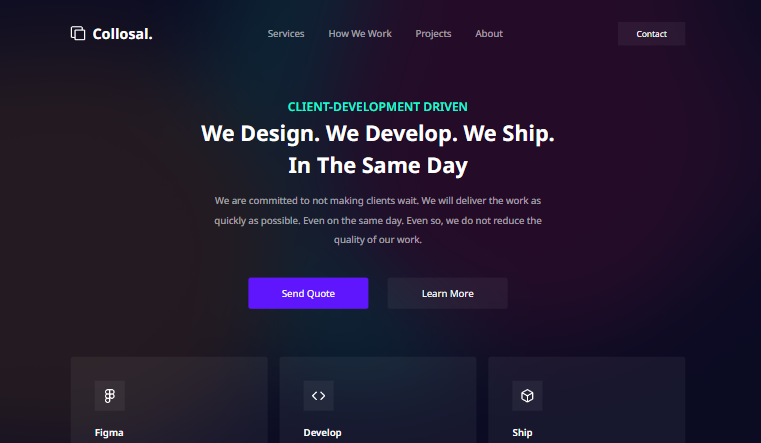 Collosal.
Services
How We Work
Projects
About
Contact
CLIENT-DEVELOPMENT DRIVEN
We Design. We Develop. We Ship.
In The Same Day
We are committed to not making clients wait. We will deliver the work as
quickly as possible. Even on the same day. Even so, we do not reduce the
quality of our work.
Send Quote
Learn More
Figma
Develop
Ship